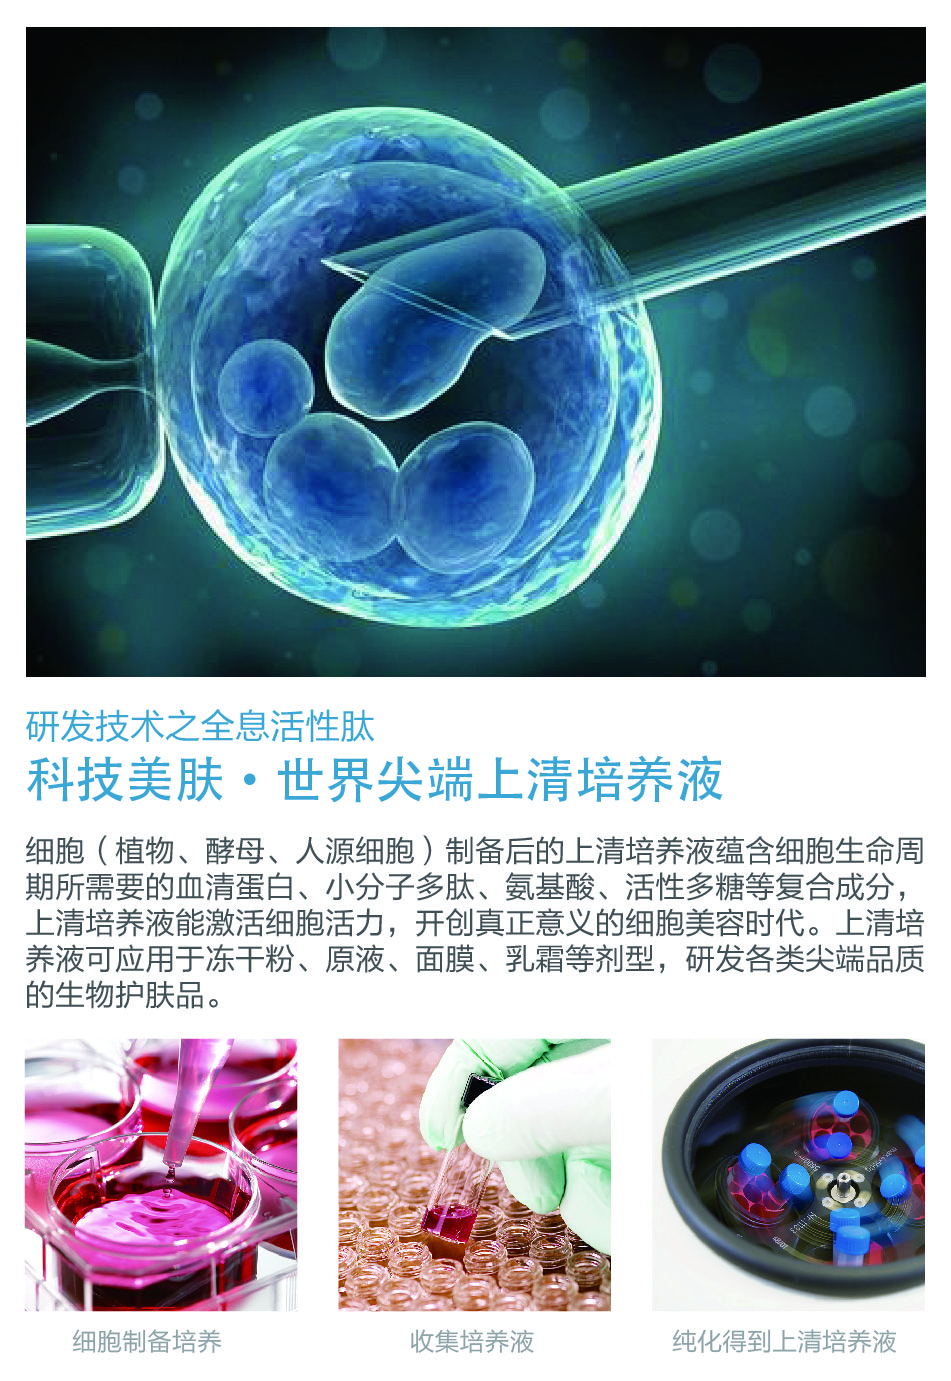 研发技术之全息活性肽
科技美肤·世界尖端上清培养液
细胞（植物、酵母、人源细胞）制备后的上清培养液蕴含细胞生命周
期所需要的血清蛋白、小分子多肽、氨基酸、活性多糖等复合成分，
上清培养液能激活细胞活力，开创真正意义的细胞美容时代。上清培
养液可应用于冻干粉、原液、面膜、乳霜等剂型，研发各类尖端品质
的生物护肤品。
细胞制备培养
收集培养液
纯化得到上清培养液